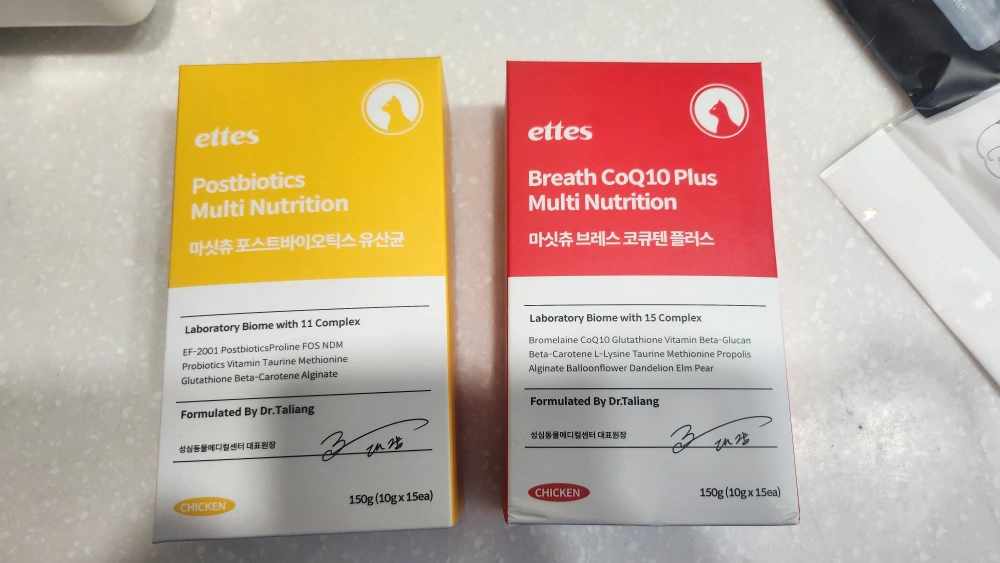 ettes
Postbiotics
Multi Nutrition
마싯츄 포스트바이오틱스 유산균
Laboratory Biome with 11 Complex
EF-2001 PostbioticsProline FOS NDM
Probiotics Vitamin Taurine Methionine
Glutathione Beta-Carotene Alginate
Formulated By Dr.Taliang
성심동물메디컬센터 대표원장
CHICKEN
150g (10g x 15ea)
ettes
Breath CoQ10 Plus
Multi Nutrition
마싯츄 브레스 코큐텐 플러스
Laboratory Biome with 15 Complex
Bromelaine CoQ10 Glutathione Vitamin Beta-Glucan
Beta-Carotene L-Lysine Taurine Methionine Propolis
Alginate Balloonflower Dandelion Elm Pear
Formulated By Dr.Taliang
성심동물메디컬센터 대표원장
CHICKEN
150g (10g x 15ea)